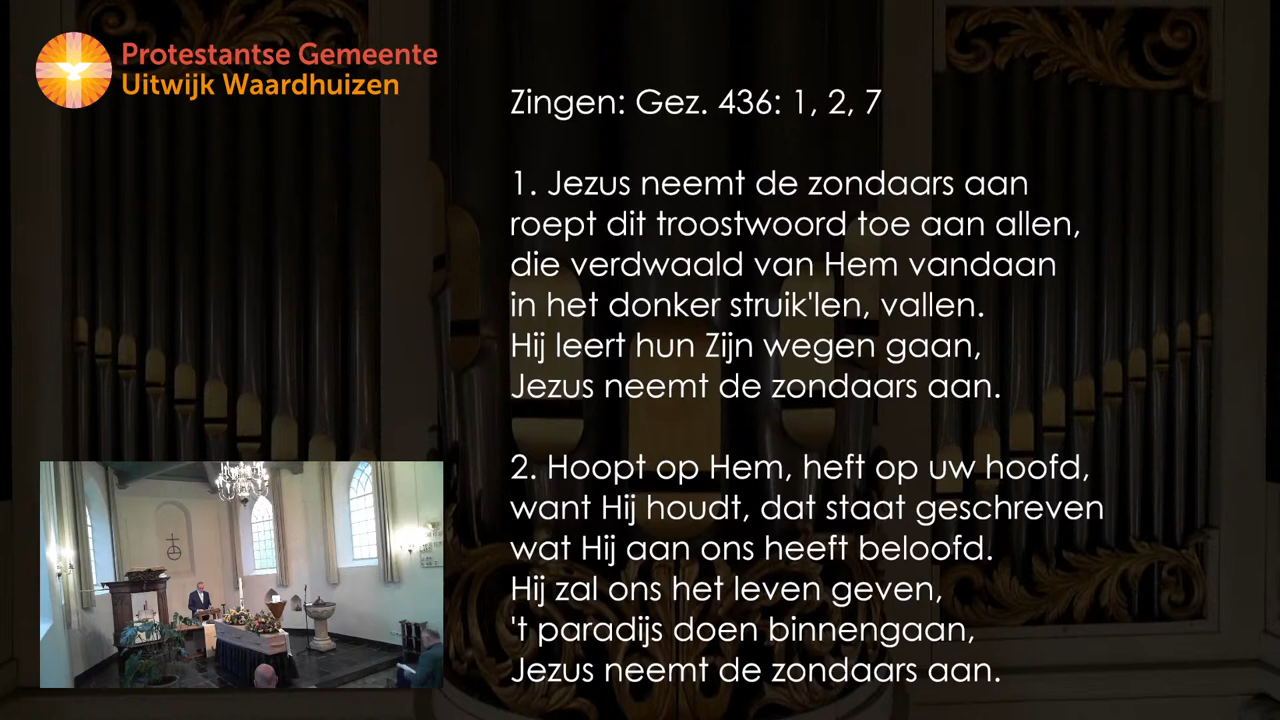 Protestantse Gemeente
Uitwijk Waardhuizen
Zingen: Gez. 436: 1, 2, 7
1. Jezus neemt de zondaars aan
roept dit troostwoord toe aan allen,
die verdwaald van Hem vandaan
in het donker struik'len, vallen.
Hij leert hun Zijn wegen gaan,
Jezus neemt de zondaars aan.
2. Hoopt op Hem, heft op uw hoofd,
want Hij houdt, dat staat geschreven
wat Hij aan ons heeft beloofd.
Hij zal ons het leven geven,
't paradijs doen binnengaan,
Jezus neemt de zondaars aan.